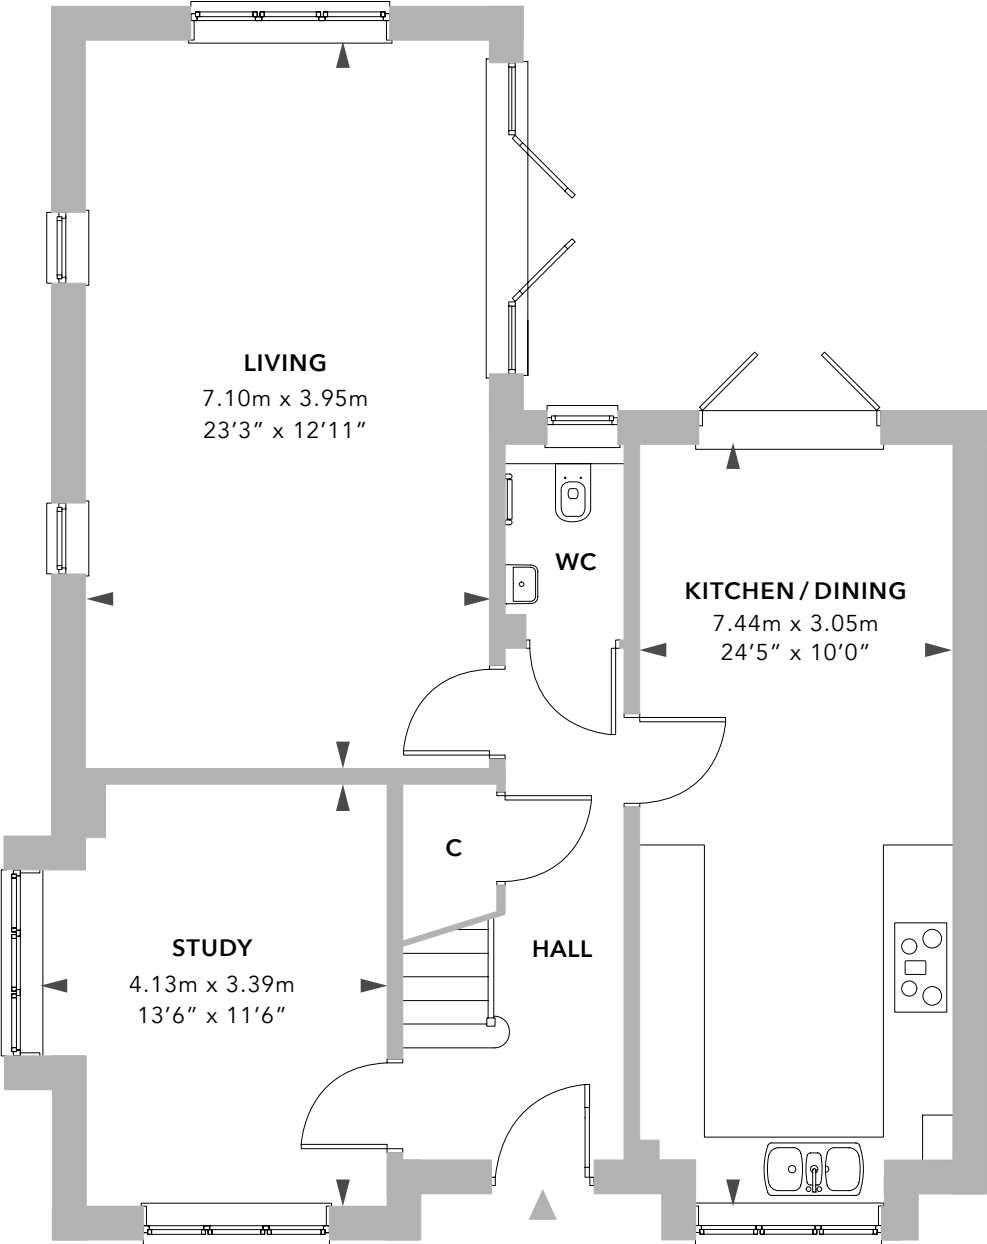 LIVING
7.10m x 3.95m
23’3” x 12’11”
WC
KITCHEN / DINING
7.44m x 3.05m
24’5” x 10’0”
C
STUDY
4.13m x 3.39m
13’6” x 11’6”
HALL